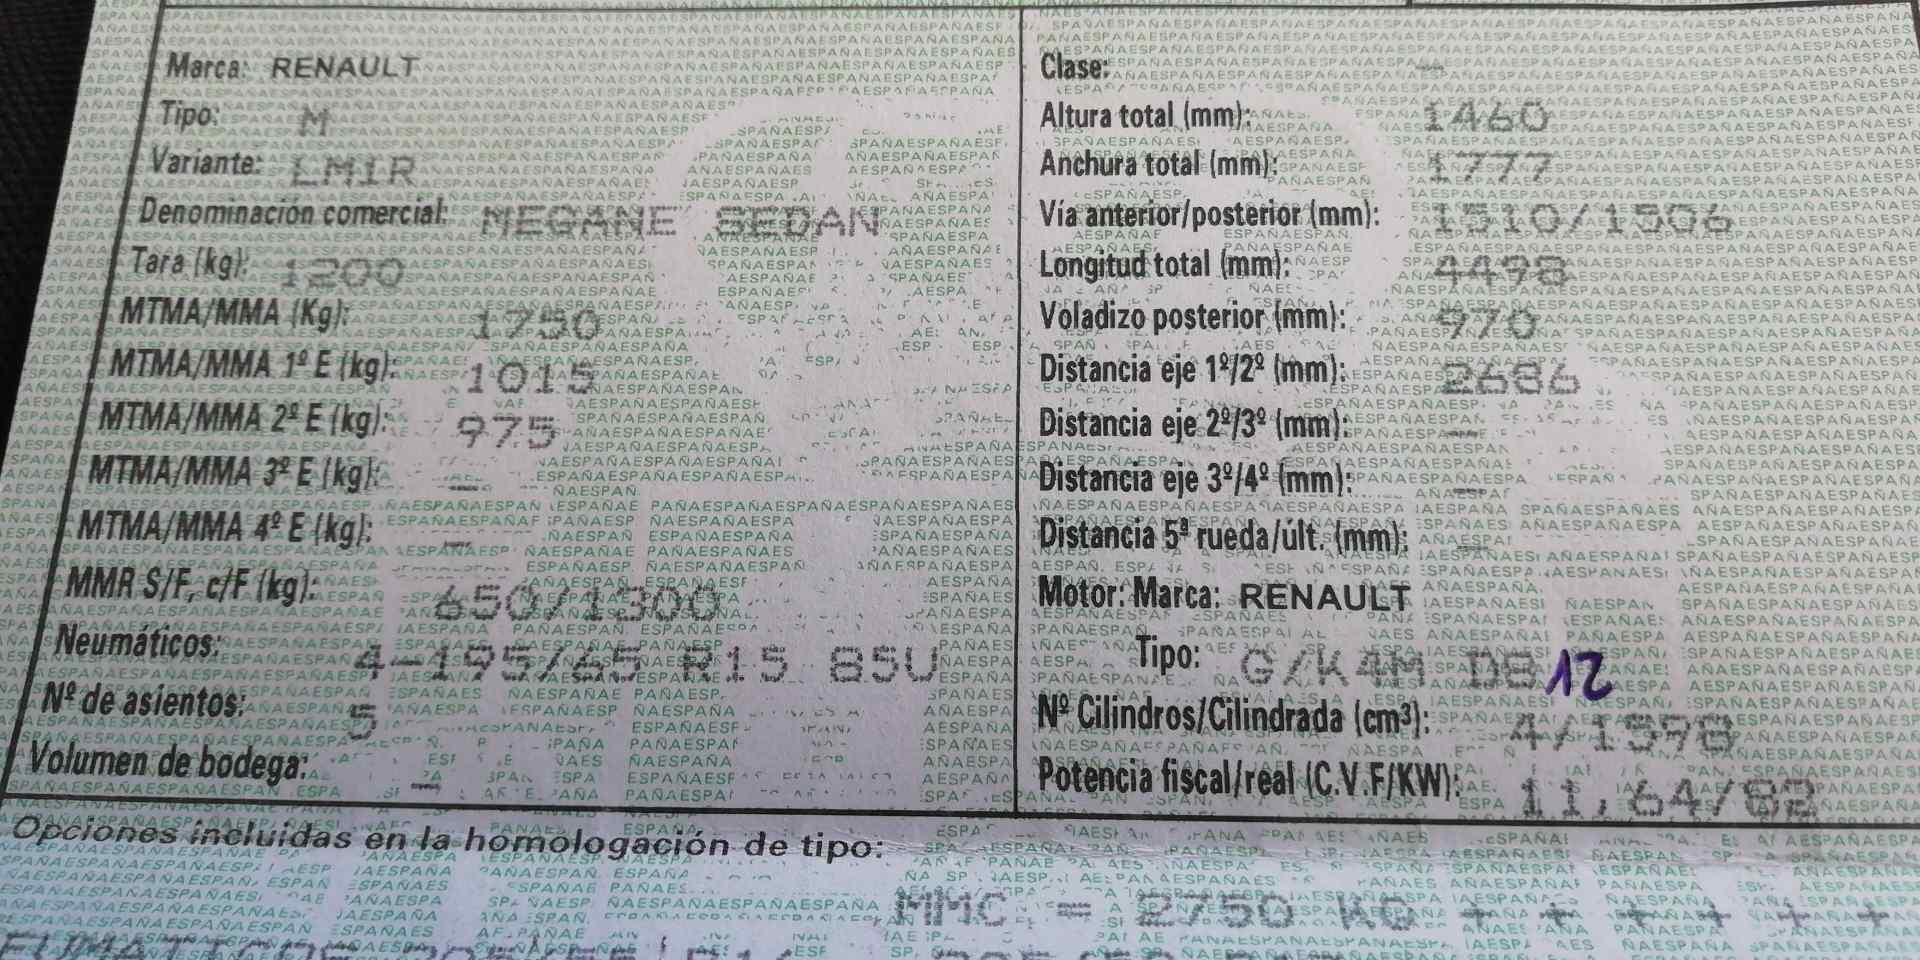 Marca: RENAULT
Tipo: M
Variante: LM1R
Denominación comercial: MEGANE SEDAN
Tara (kg): 1200
MTMA/MMA (Kg): 1750
MTMA/MMA 1º E (kg): 1015
MTMA/MMA 2º E (kg): 975
MTMA/MMA 3º E (kg): -
MTMA/MMA 4º E (kg): -
MMR S/F, c/F (kg): 650/1300
Neumáticos: 4-195/65 R15 85U
Nº de asientos: 5
Volumen de bodega: -
Clase: -
Altura total (mm): 1460
Anchura total (mm): 1777
Vía anterior/posterior (mm): 1510/1506
Longitud total (mm): 4498
Voladizo posterior (mm): 970
Distancia eje 1º/2º (mm): 2686
Distancia eje 2º/3º (mm): -
Distancia eje 3º/4º (mm): -
Distancia 5ª rueda/últ. (mm): -
Motor: Marca: RENAULT
Tipo: G/K4M D812
Nº Cilindros/Cilindrada (cm³): 4/1598
Potencia fiscal/real (C.V.F/KW): 11,64/82
Opciones incluidas en la homologación de tipo:
MMC = 2750 KG + + + + + +